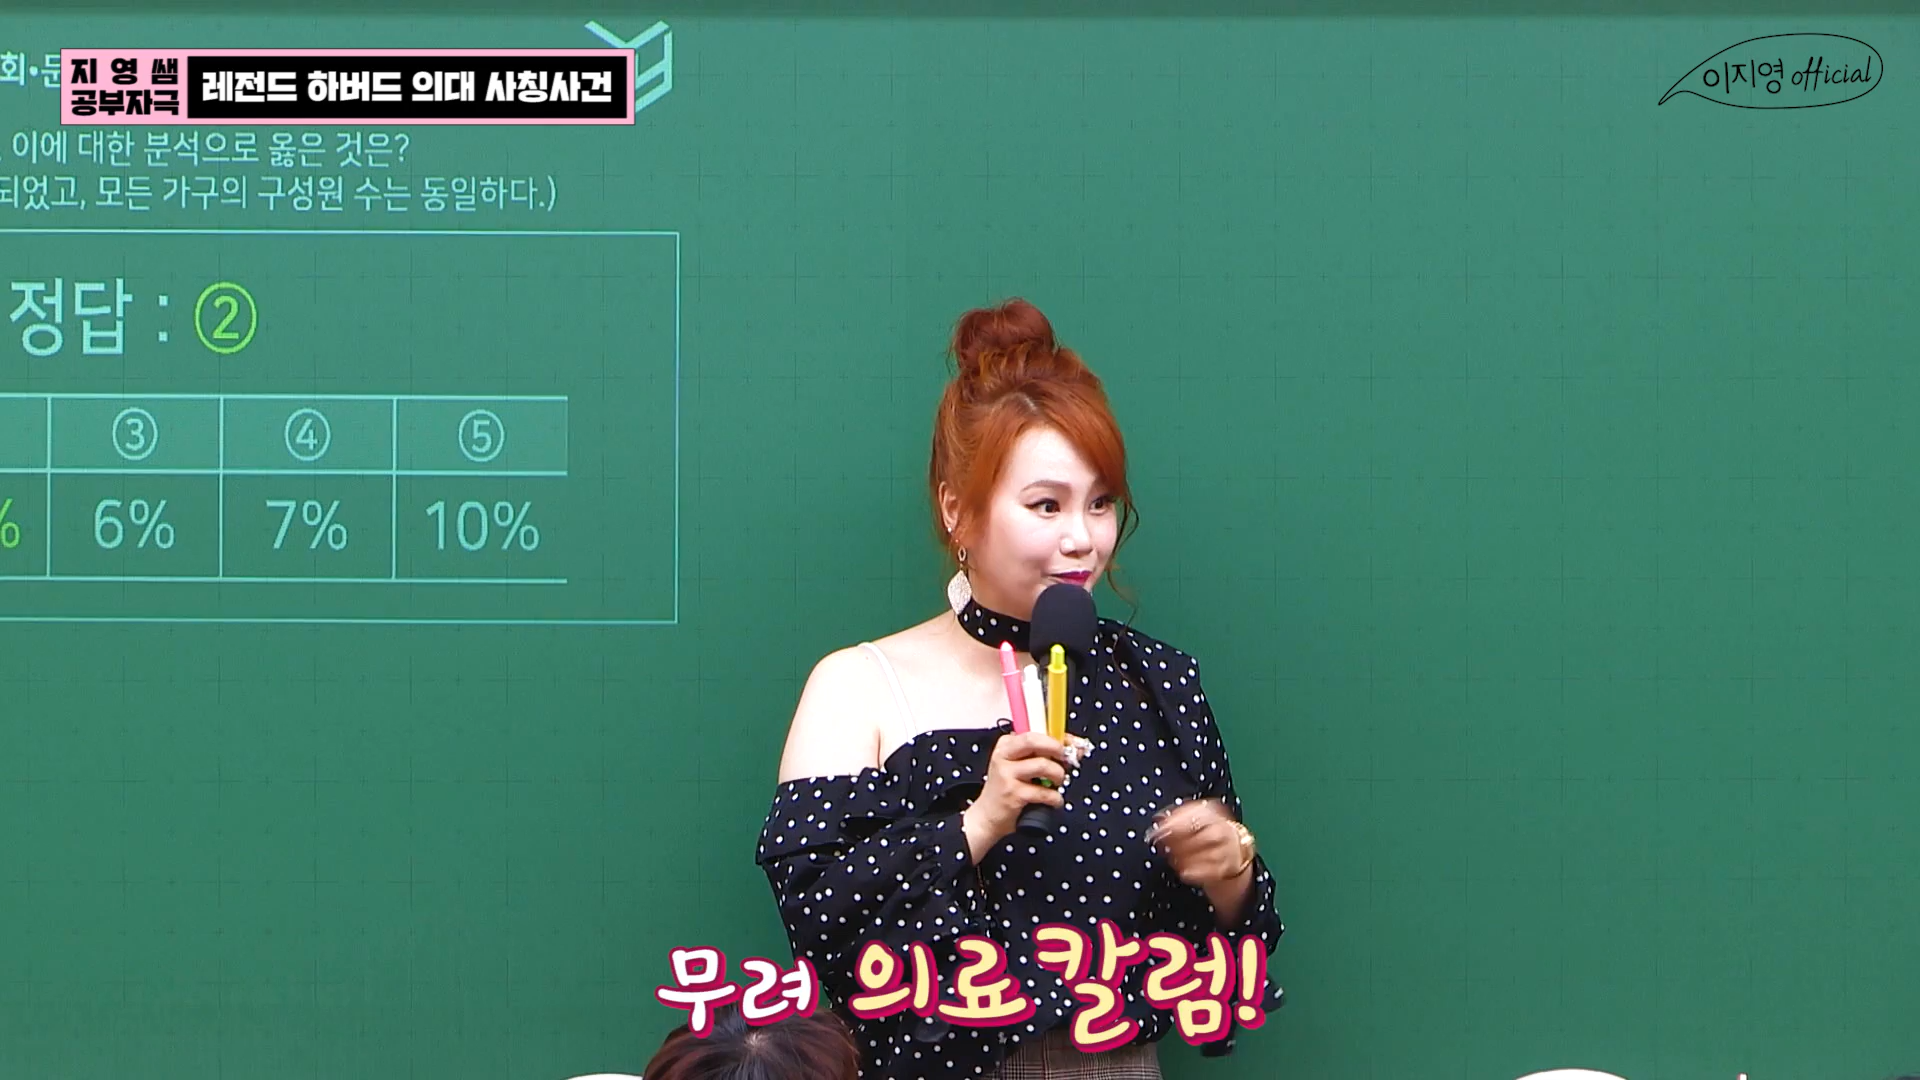 회·문
지영쌤
공부자극
레전드 하버드 의대 사칭사건
이지영 official
이에 대한 분석으로 옳은 것은?
되었고, 모든 가구의 구성원 수는 동일하다.)
정답 : ②
③ ④ ⑤
% 6% 7% 10%
무려 의료 칼럼!